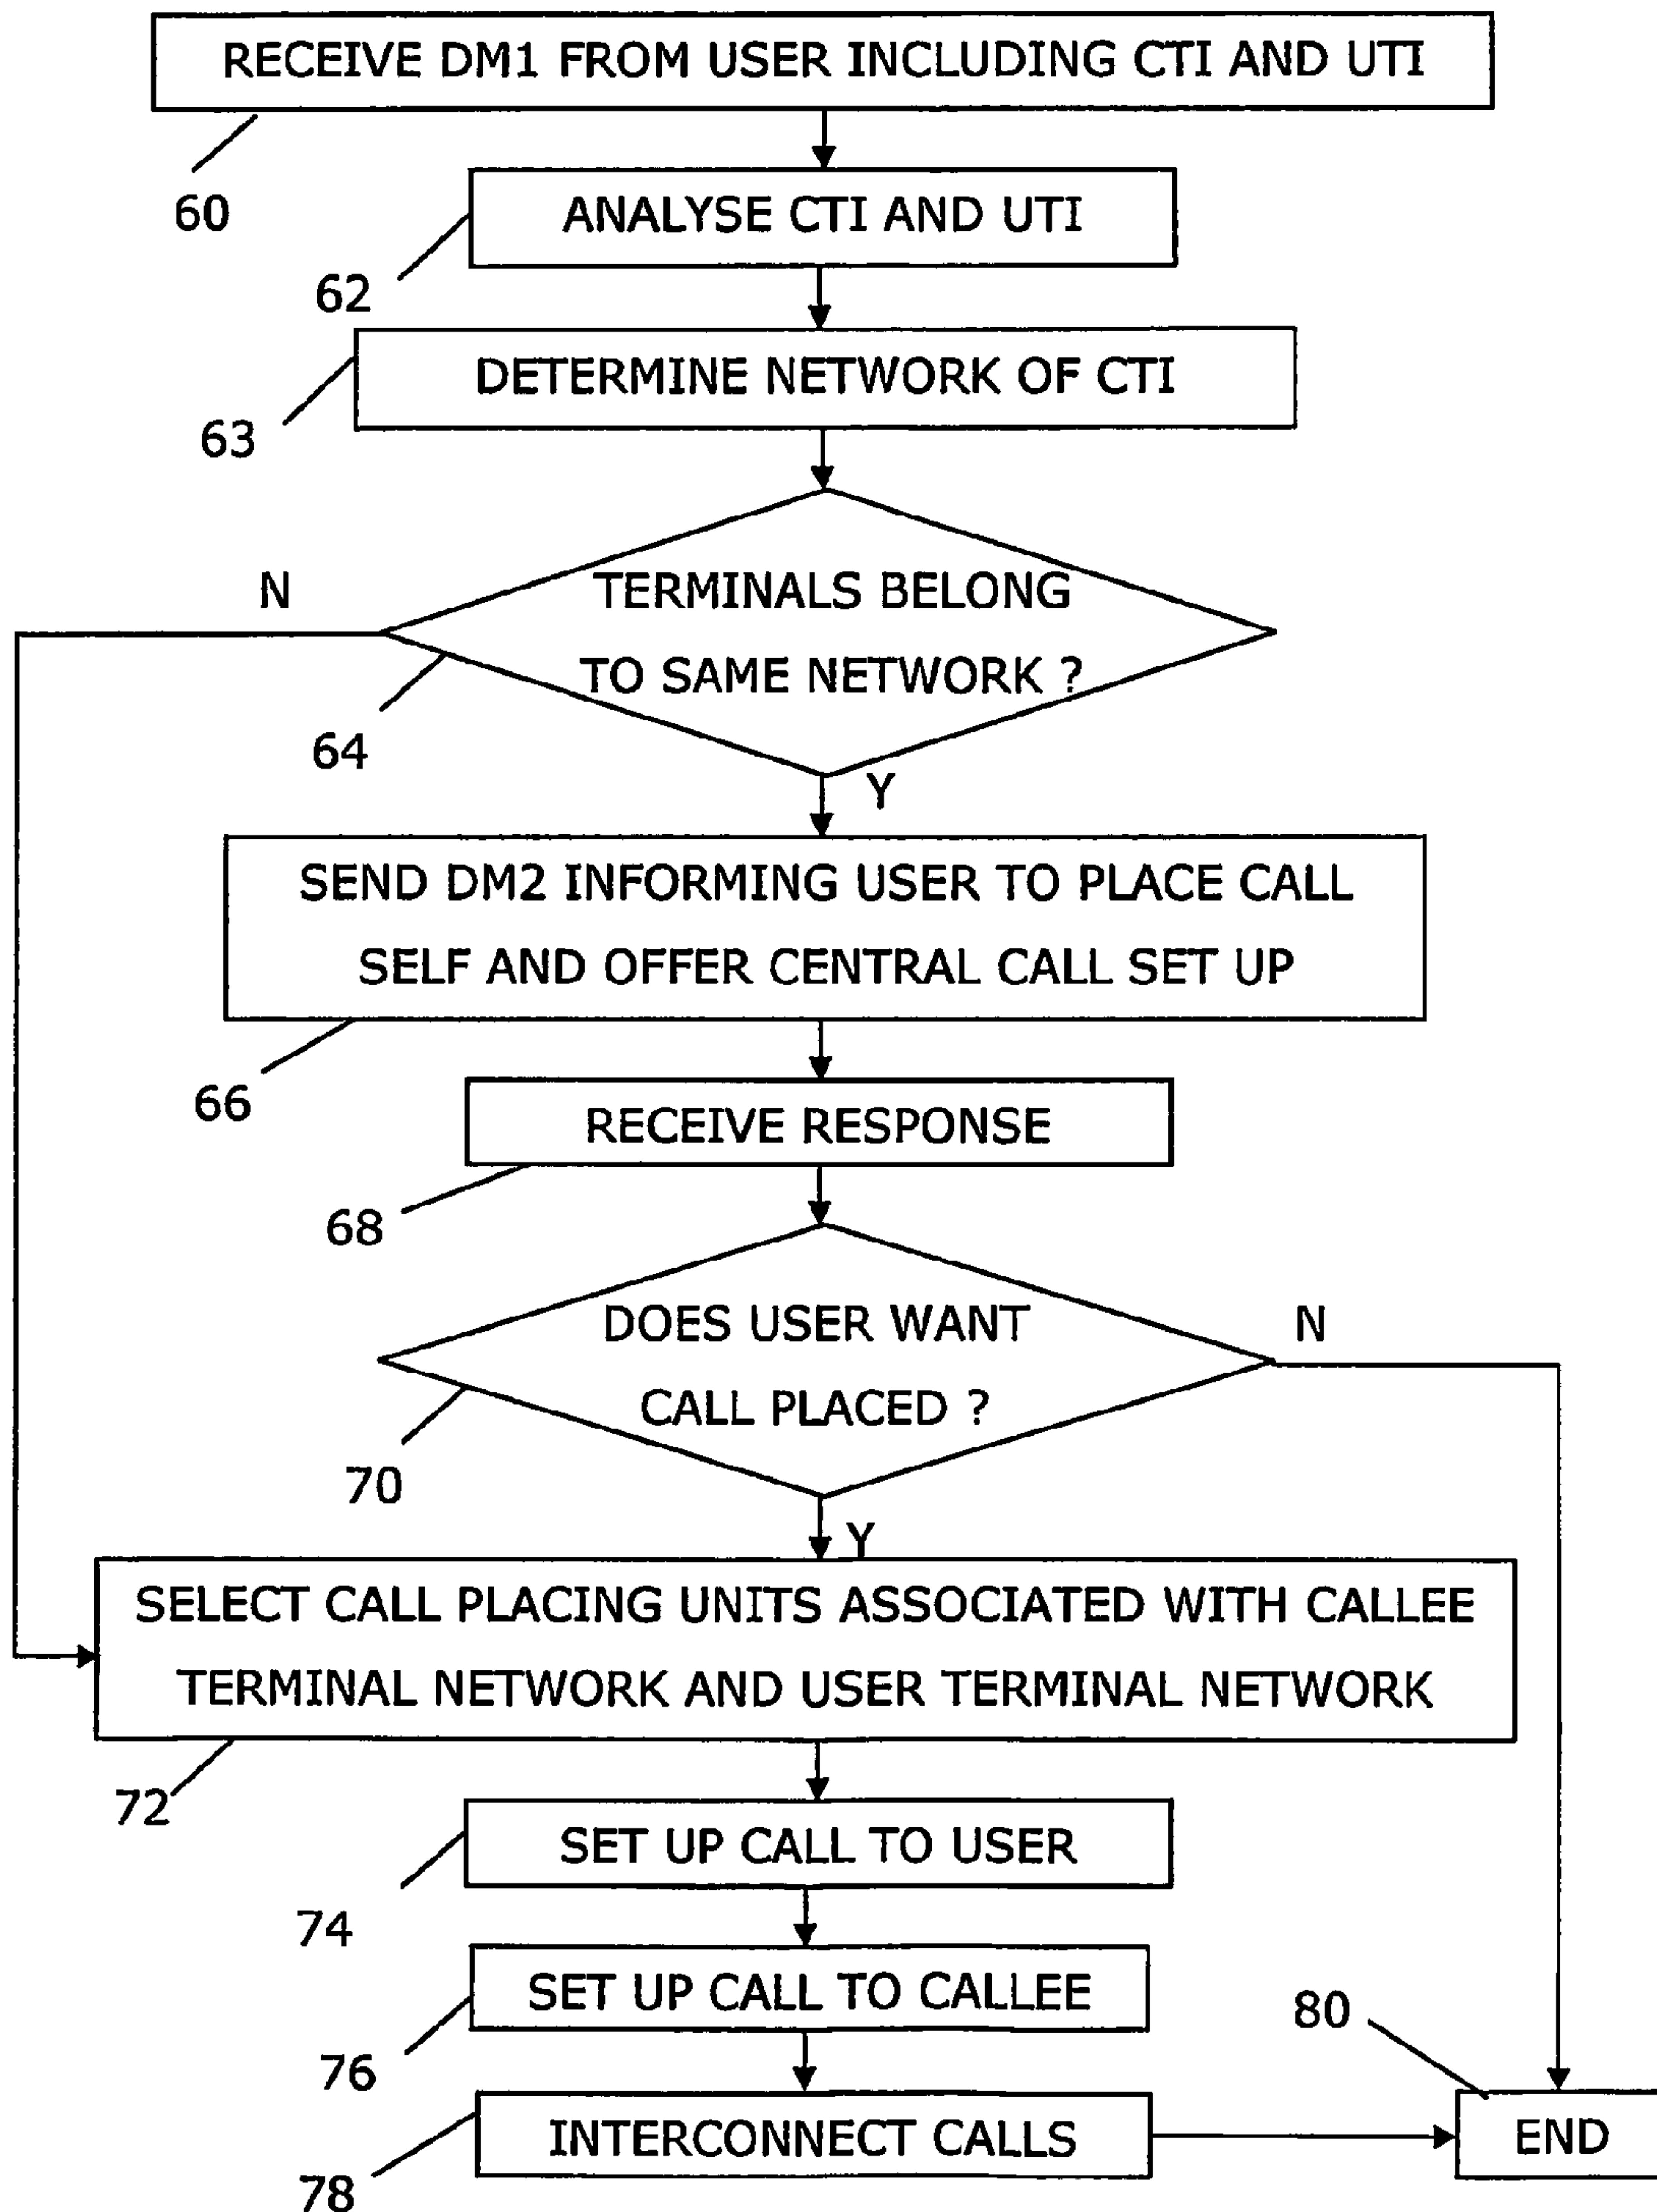 RECEIVE DM1 FROM USER INCLUDING CTI AND UTI
60
ANALYSE CTI AND UTI
62
DETERMINE NETWORK OF CTI
63
N
TERMINALS BELONG
TO SAME NETWORK ?
64
Y
SEND DM2 INFORMING USER TO PLACE CALL
SELF AND OFFER CENTRAL CALL SET UP
66
RECEIVE RESPONSE
68
DOES USER WANT
CALL PLACED ?
N
70
Y
SELECT CALL PLACING UNITS ASSOCIATED WITH CALLEE
TERMINAL NETWORK AND USER TERMINAL NETWORK
72
SET UP CALL TO USER
74
SET UP CALL TO CALLEE
76
80
INTERCONNECT CALLS
END
78